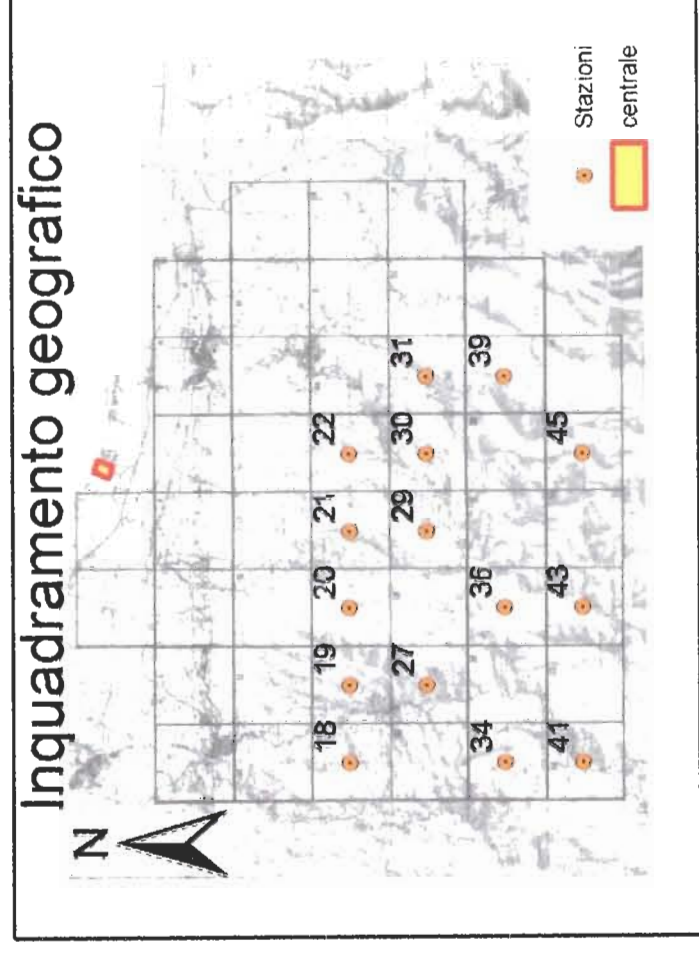 Inquadramento geografico
N
18 19 20 21 22
27 29 30 31
34 36 39
41 43 45
Stazioni
centrale